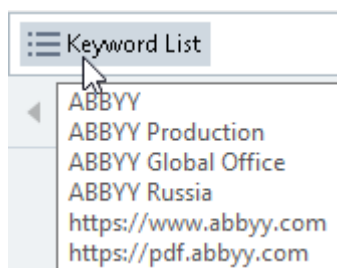 Keyword List
ABBYY
ABBYY Production
ABBYY Global Office
ABBYY Russia
https://www.abbyy.com
https://pdf.abbyy.com